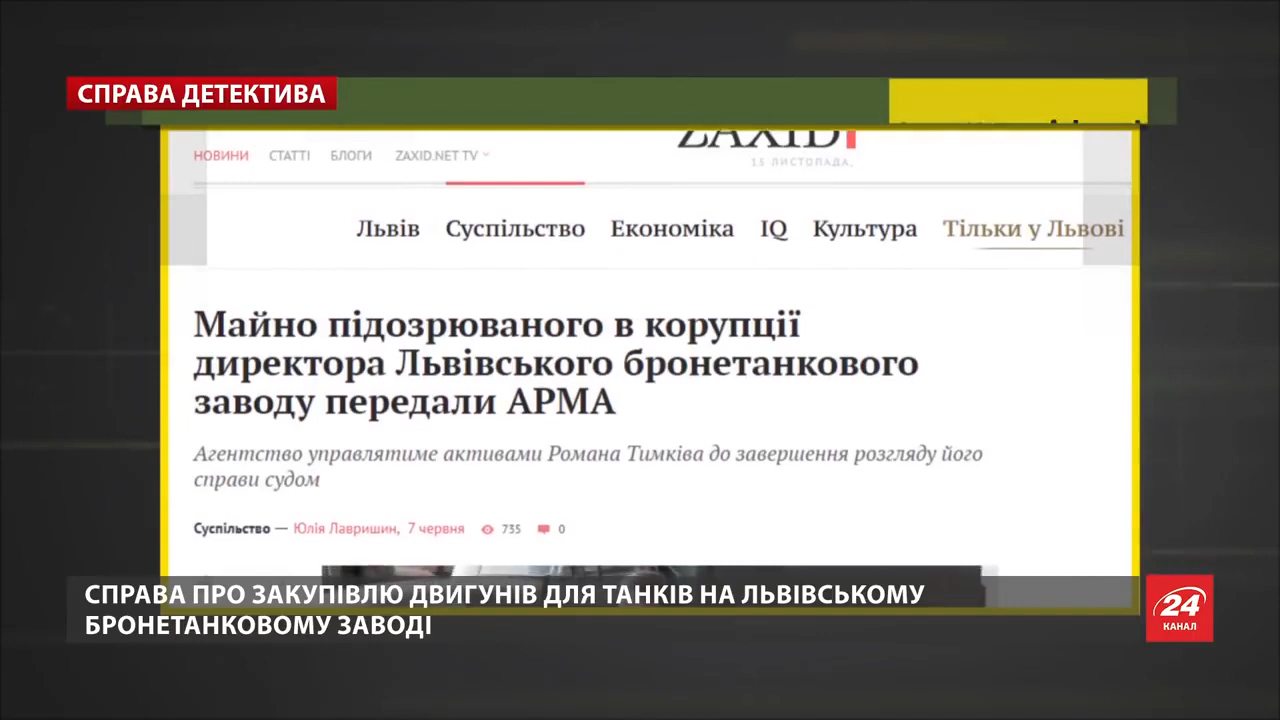 СПРАВА ДЕТЕКТИВА
ZAXID
НОВИНИ СТАТТІ БЛОГИ ZAXID.NET TV
15 ЛИСТОПАДА,
Львів Суспільство Економіка IQ Культура Тільки у Львові
Майно підозрюваного в корупції
директора Львівського бронетанкового
заводу передали АРМА
Агентство управлятиме активами Романа Тимківа до завершення розгляду його
справи судом
Суспільство — Юлія Лавришин, 7 червня 735 0
СПРАВА ПРО ЗАКУПІВЛЮ ДВИГУНІВ ДЛЯ ТАНКІВ НА ЛЬВІВСЬКОМУ
БРОНЕТАНКОВОМУ ЗАВОДІ
24
КАНАЛ